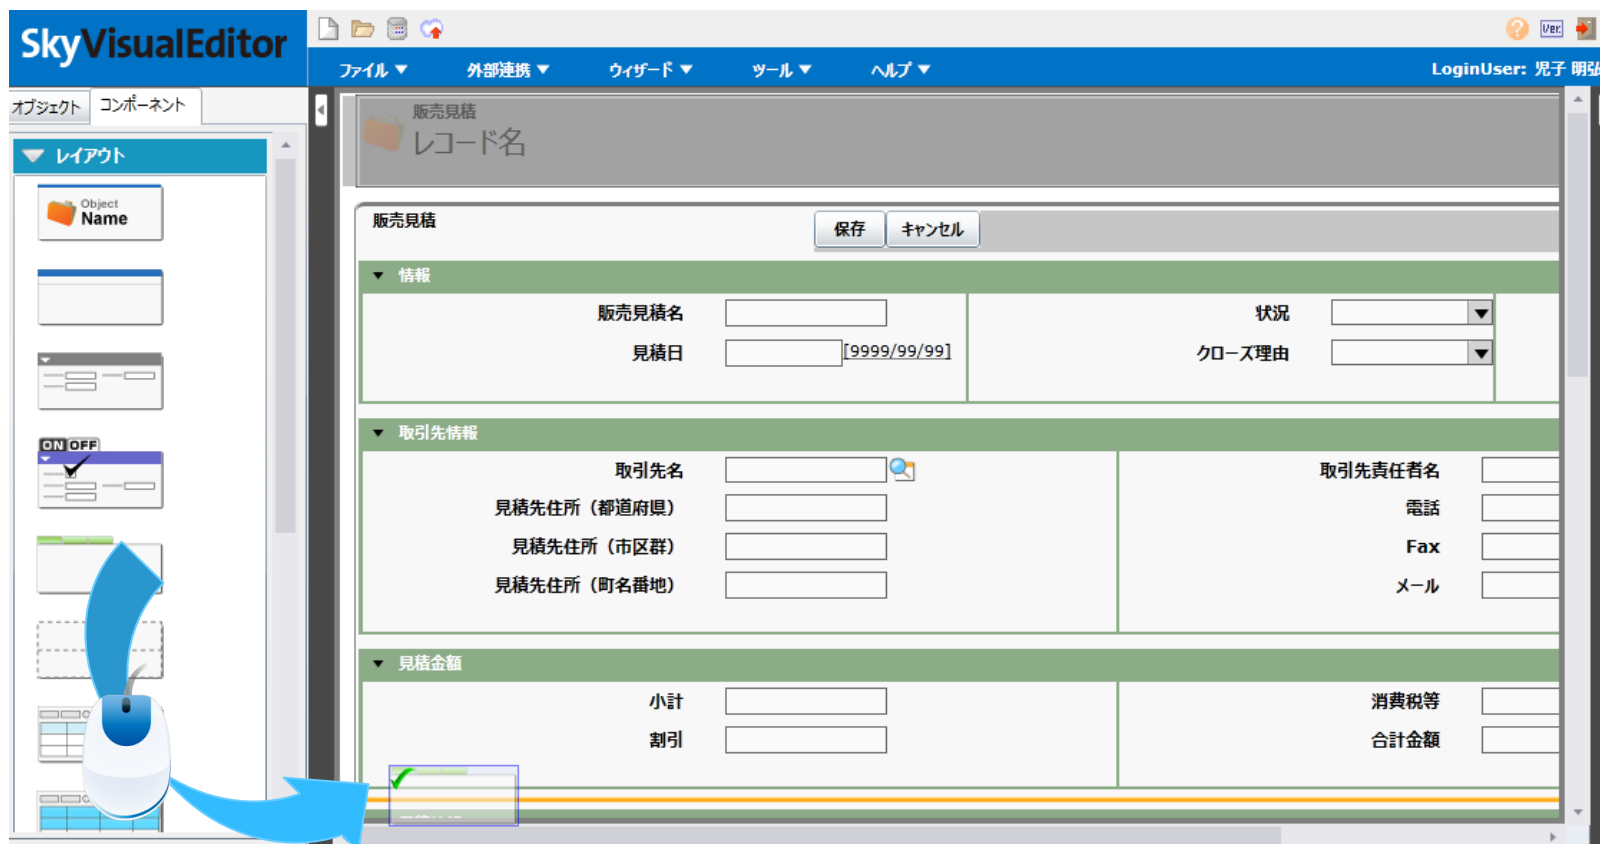 SkyVisualEditor
Ver.
ファイル ▼ 外部連携 ▼ ウィザード ▼ ツール ▼ ヘルプ ▼
LoginUser: 児子 明弘
オブジェクト コンポーネント
レイアウト
Object
Name
ON OFF
販売見積
レコード名
販売見積 保存 キャンセル
▼ 情報
販売見積名 状況
見積日 [9999/99/99] クローズ理由
▼ 取引先情報
取引先名 取引先責任者名
見積先住所（都道府県） 電話
見積先住所（市区群） Fax
見積先住所（町名番地） メール
▼ 見積金額
小計 消費税等
割引 合計金額